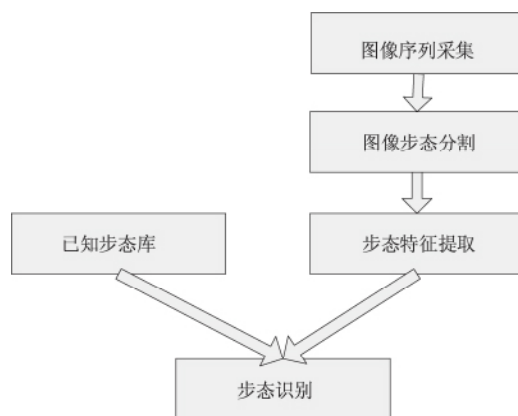 图像序列采集
图像步态分割
已知步态库
步态特征提取
步态识别